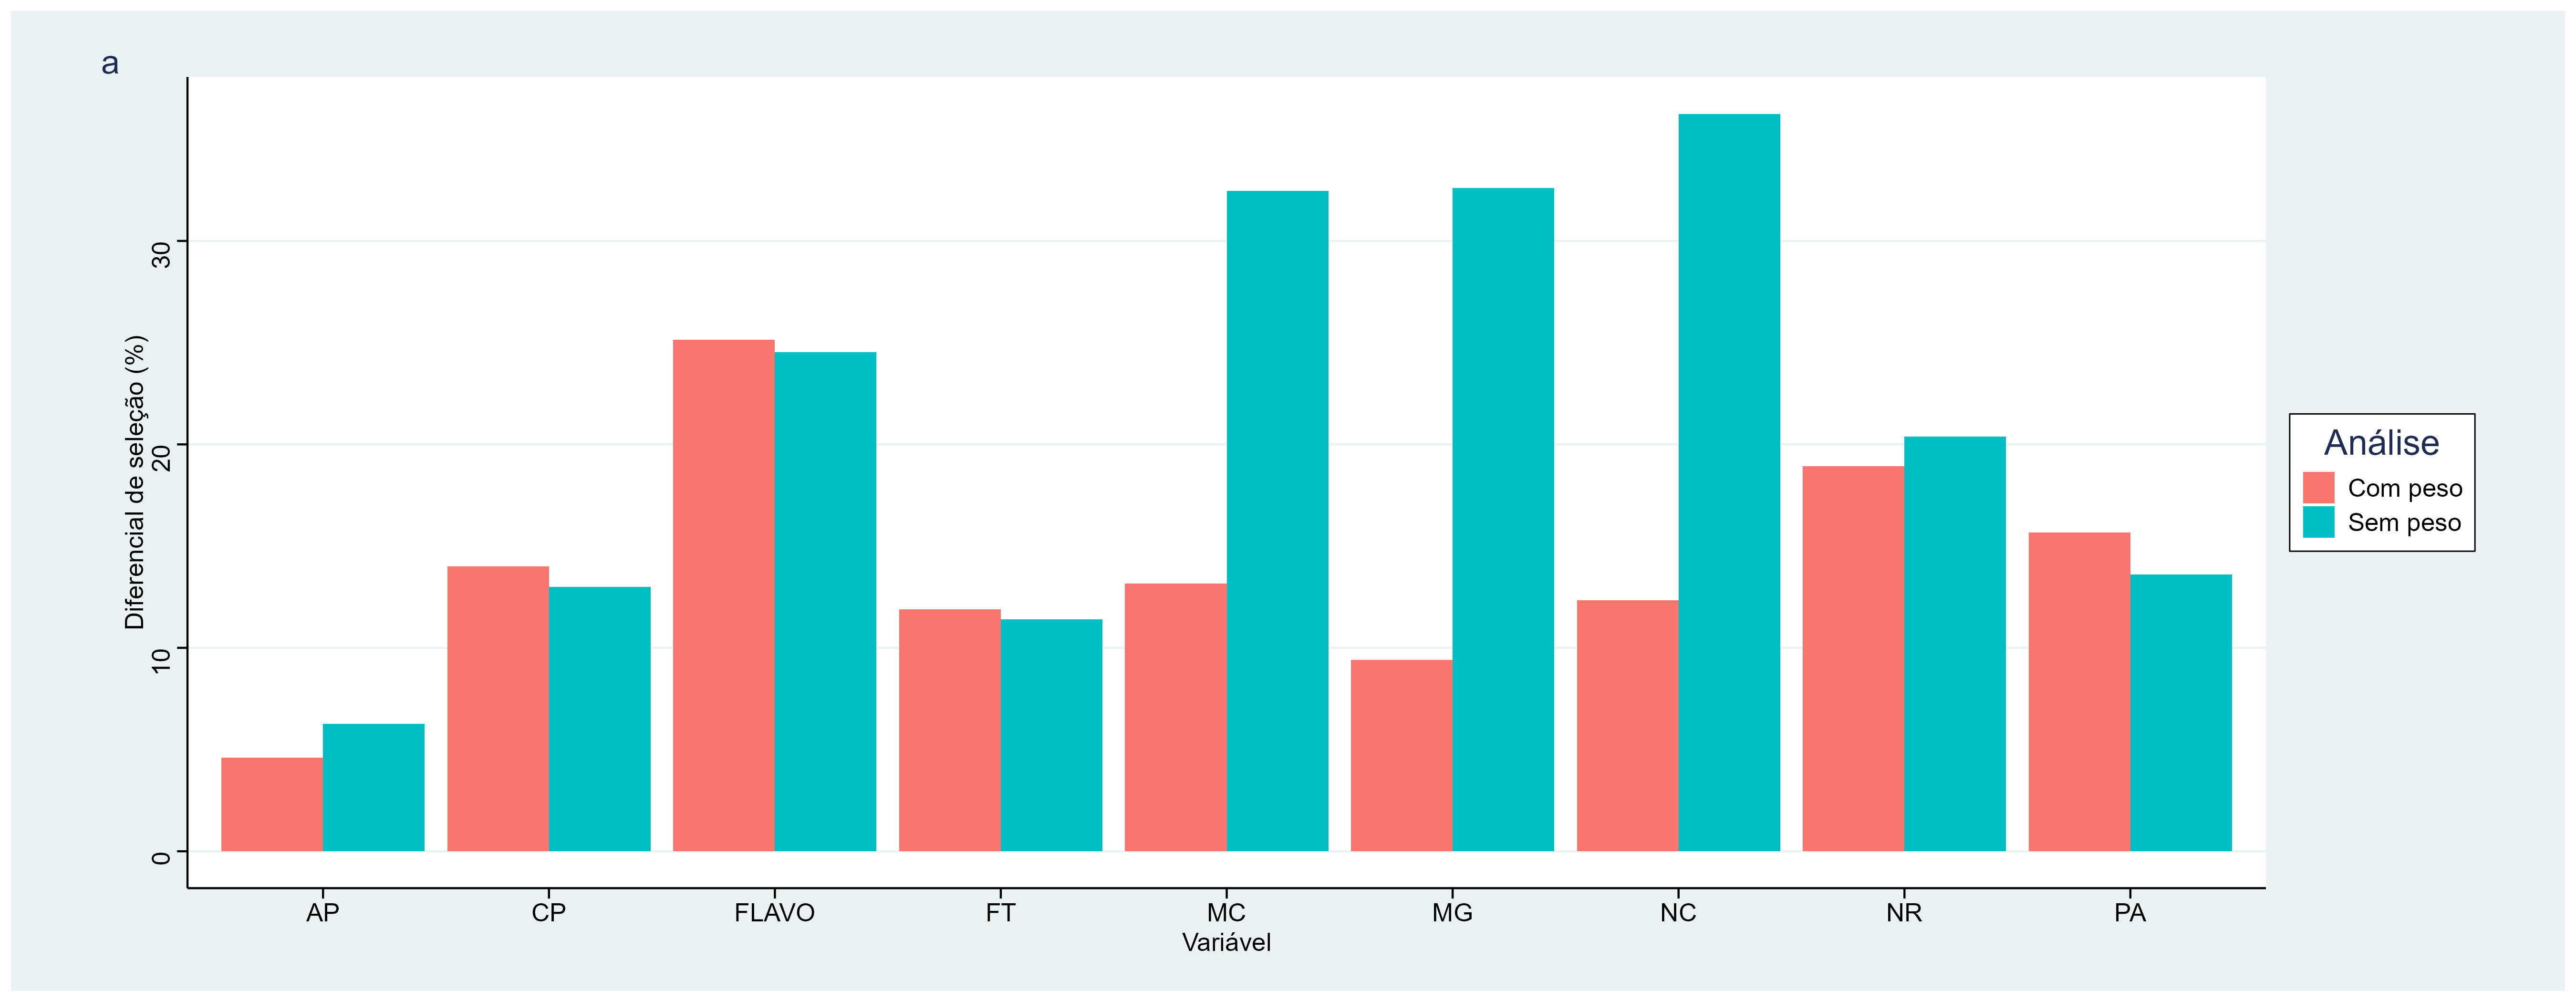 a
Diferencial de seleção (%)
30
20
10
0
AP CP FLAVO FT MC MG NC NR PA
Variável
Análise
Com peso
Sem peso